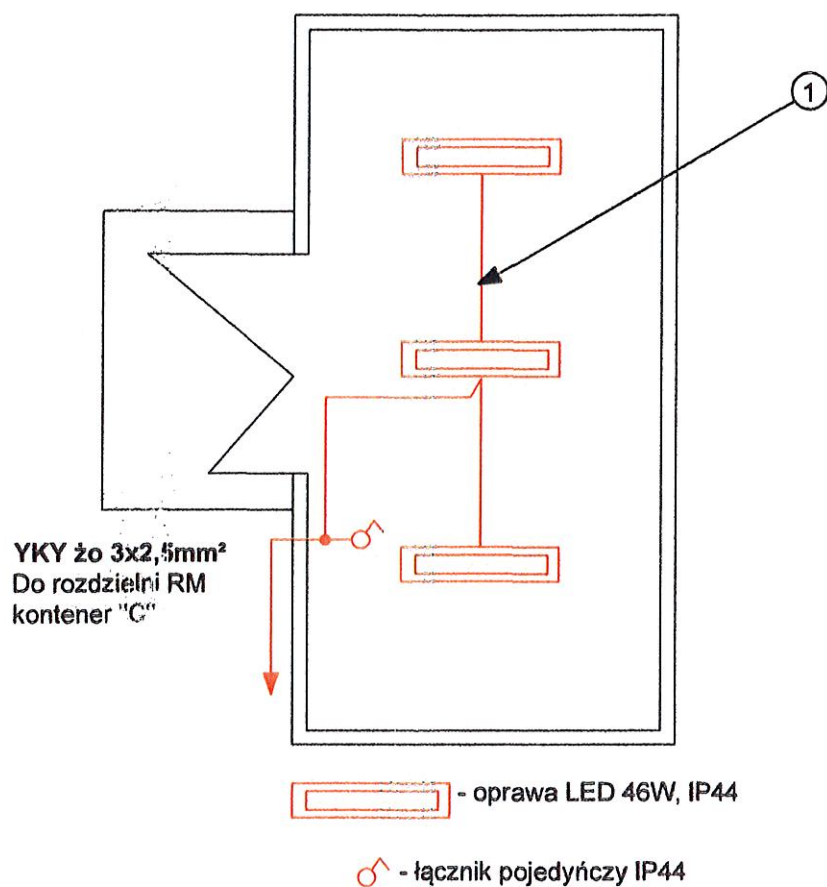 1
YKY żo 3x2,5mm²
Do rozdzielni RM
kontener "C"
- oprawa LED 46W, IP44
- łącznik pojedyńczy IP44